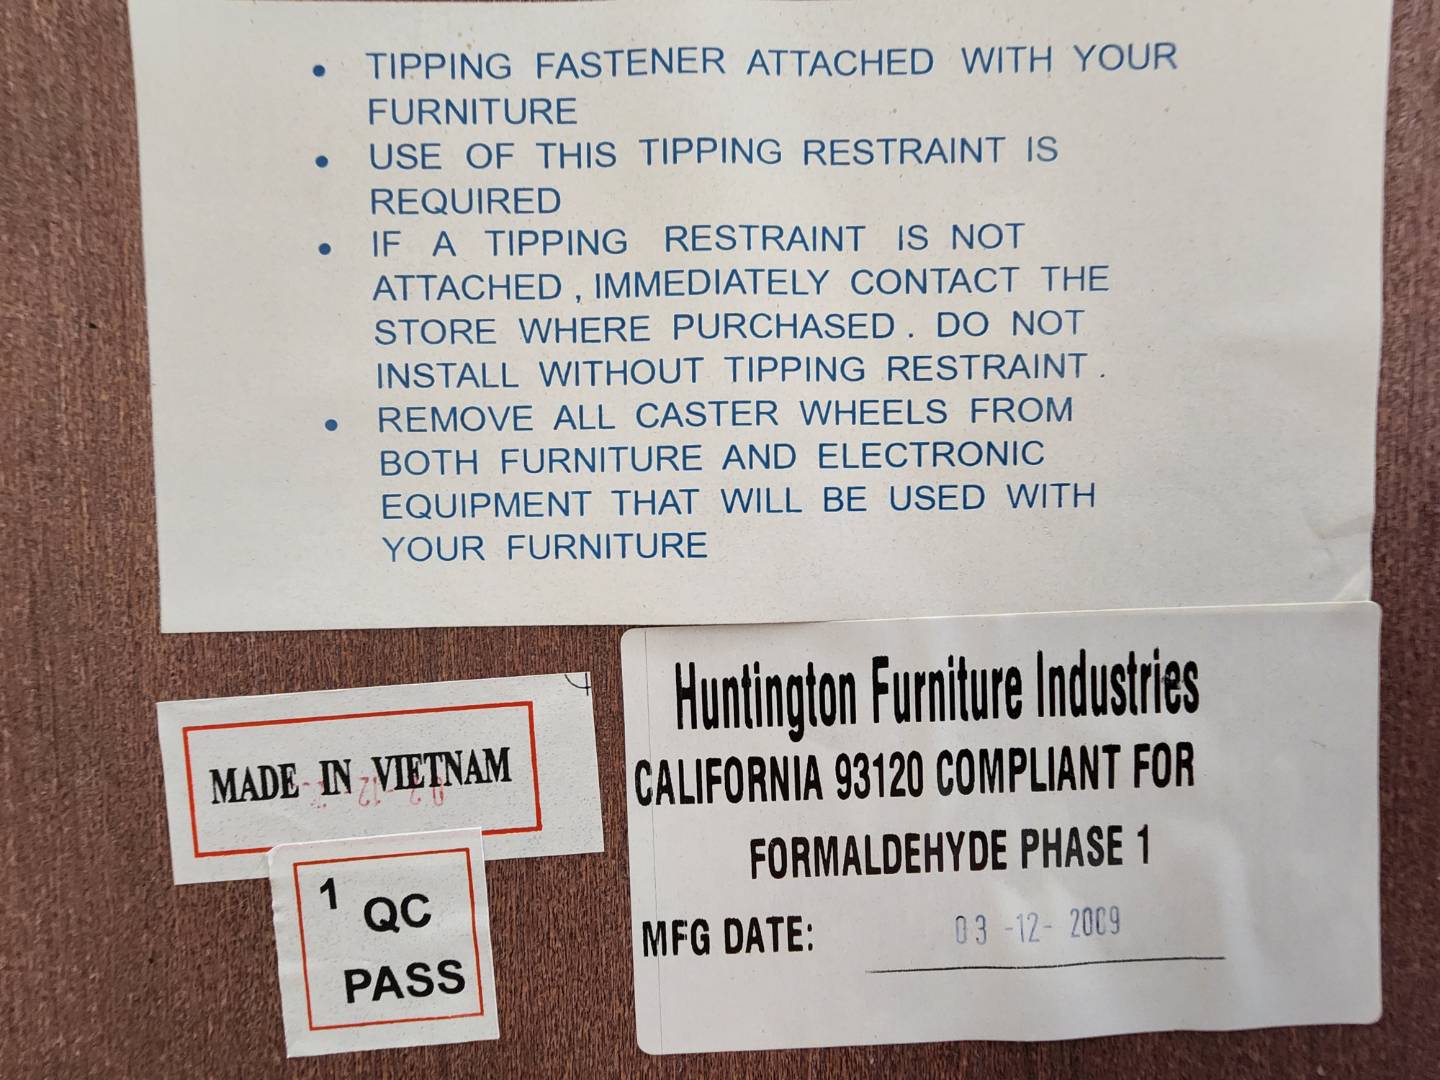 • TIPPING FASTENER ATTACHED WITH YOUR
FURNITURE
• USE OF THIS TIPPING RESTRAINT IS
REQUIRED
• IF A TIPPING RESTRAINT IS NOT
ATTACHED , IMMEDIATELY CONTACT THE
STORE WHERE PURCHASED . DO NOT
INSTALL WITHOUT TIPPING RESTRAINT .
• REMOVE ALL CASTER WHEELS FROM
BOTH FURNITURE AND ELECTRONIC
EQUIPMENT THAT WILL BE USED WITH
YOUR FURNITURE
MADE IN VIETNAM
1
QC
PASS
Huntington Furniture Industries
CALIFORNIA 93120 COMPLIANT FOR
FORMALDEHYDE PHASE 1
MFG DATE: 03 -12- 2009